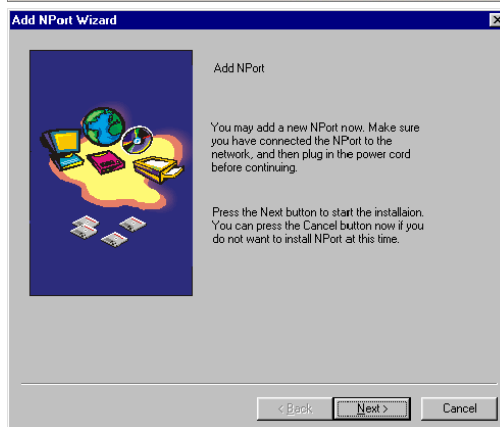 Add NPort Wizard
Add NPort
You may add a new NPort now. Make sure
you have connected the NPort to the
network, and then plug in the power cord
before continuing.
Press the Next button to start the installaion.
You can press the Cancel button now if you
do not want to install NPort at this time.
< Back
Next >
Cancel